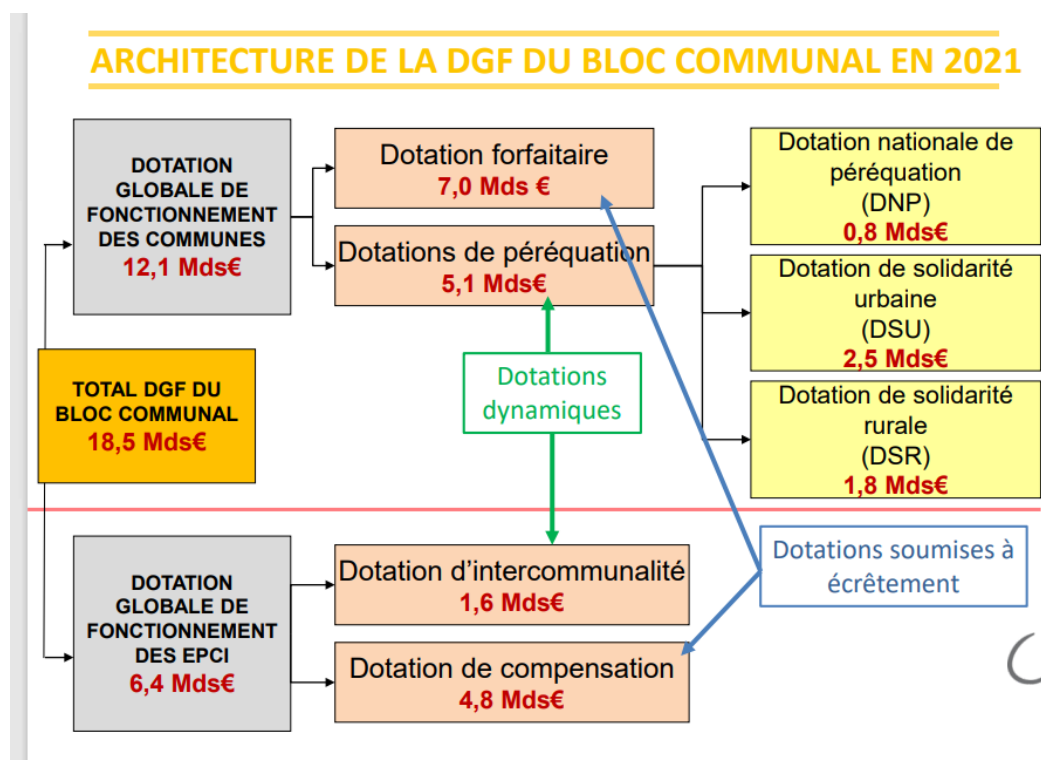 ARCHITECTURE DE LA DGF DU BLOC COMMUNAL EN 2021
DOTATION
GLOBALE DE
FONCTIONNEMENT
DES COMMUNES
12,1 Mds€
Dotation forfaitaire
7,0 Mds €
Dotations de péréquation
5,1 Mds€
Dotation nationale de
péréquation
(DNP)
0,8 Mds€
Dotation de solidarité
urbaine
(DSU)
2,5 Mds€
Dotation de solidarité
rurale
(DSR)
1,8 Mds€
Dotations
dynamiques
TOTAL DGF DU
BLOC COMMUNAL
18,5 Mds€
DOTATION
GLOBALE DE
FONCTIONNEMENT
DES EPCI
6,4 Mds€
Dotation d’intercommunalité
1,6 Mds€
Dotation de compensation
4,8 Mds€
Dotations soumises à
écrêtement